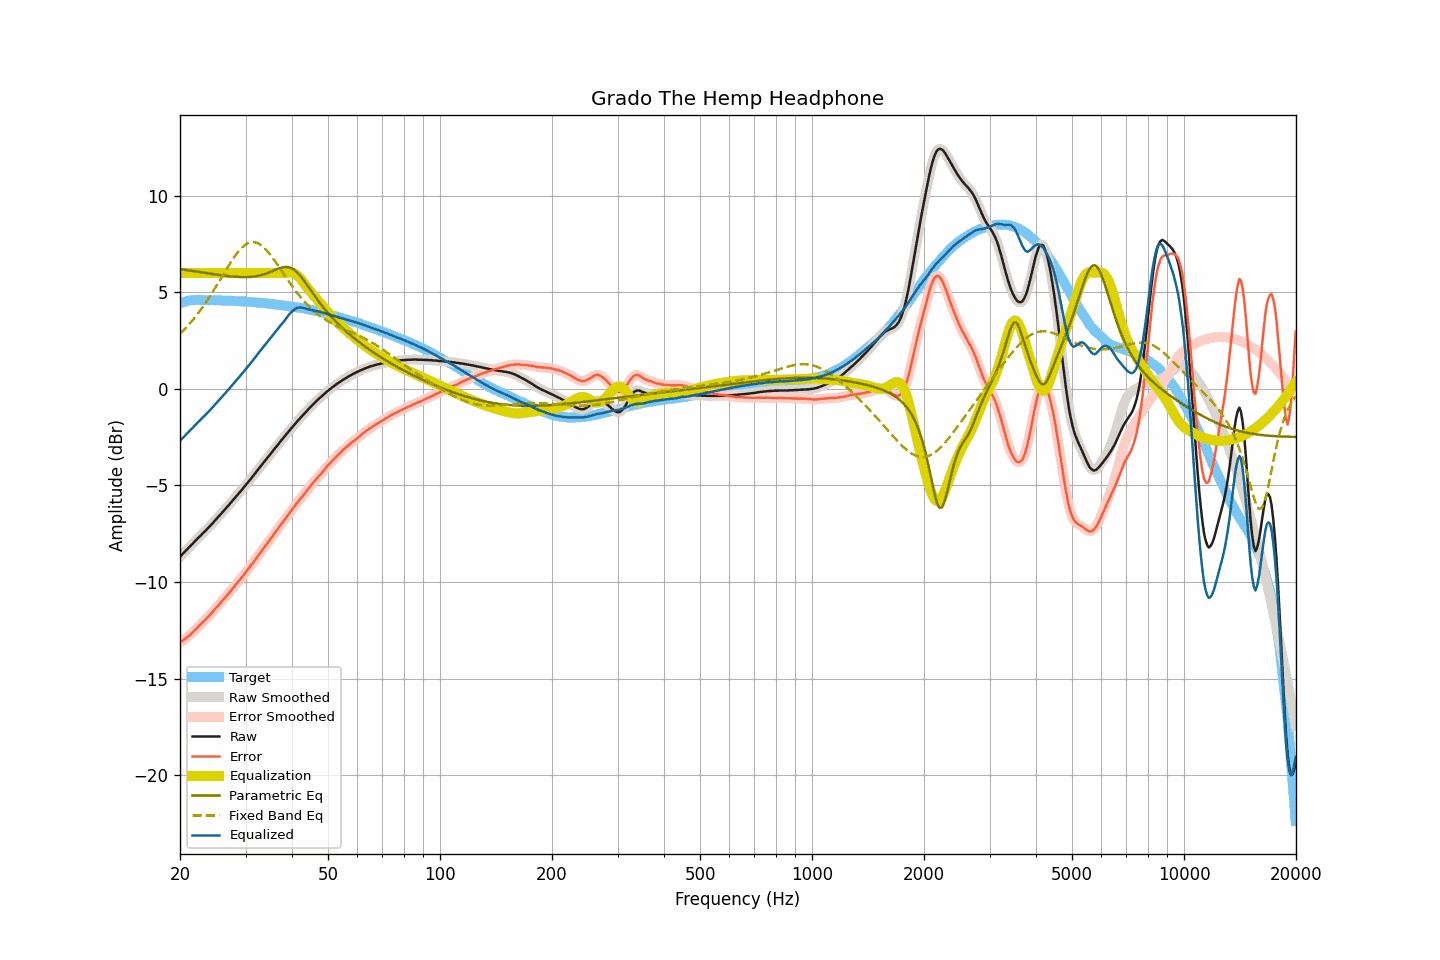 Grado The Hemp Headphone
Amplitude (dBr)
10
5
0
−5
−10
−15
−20
Target
Raw Smoothed
Error Smoothed
Raw
Error
Equalization
Parametric Eq
Fixed Band Eq
Equalized
20 50 100 200 500 1000 2000 5000 10000 20000
Frequency (Hz)